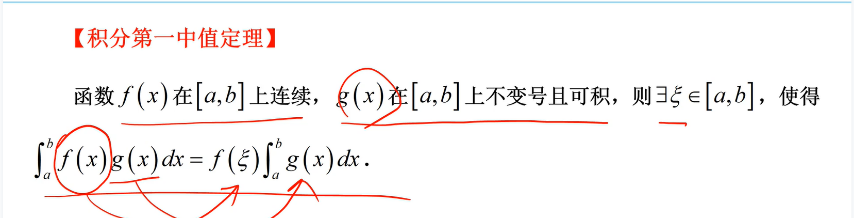 【积分第一中值定理】
函数 f(x) 在[a,b]上连续，g(x)在[a,b]上不变号且可积，则∃ξ∈[a,b]，使得
∫_a^b f(x)g(x)dx = f(ξ)∫_a^b g(x)dx.